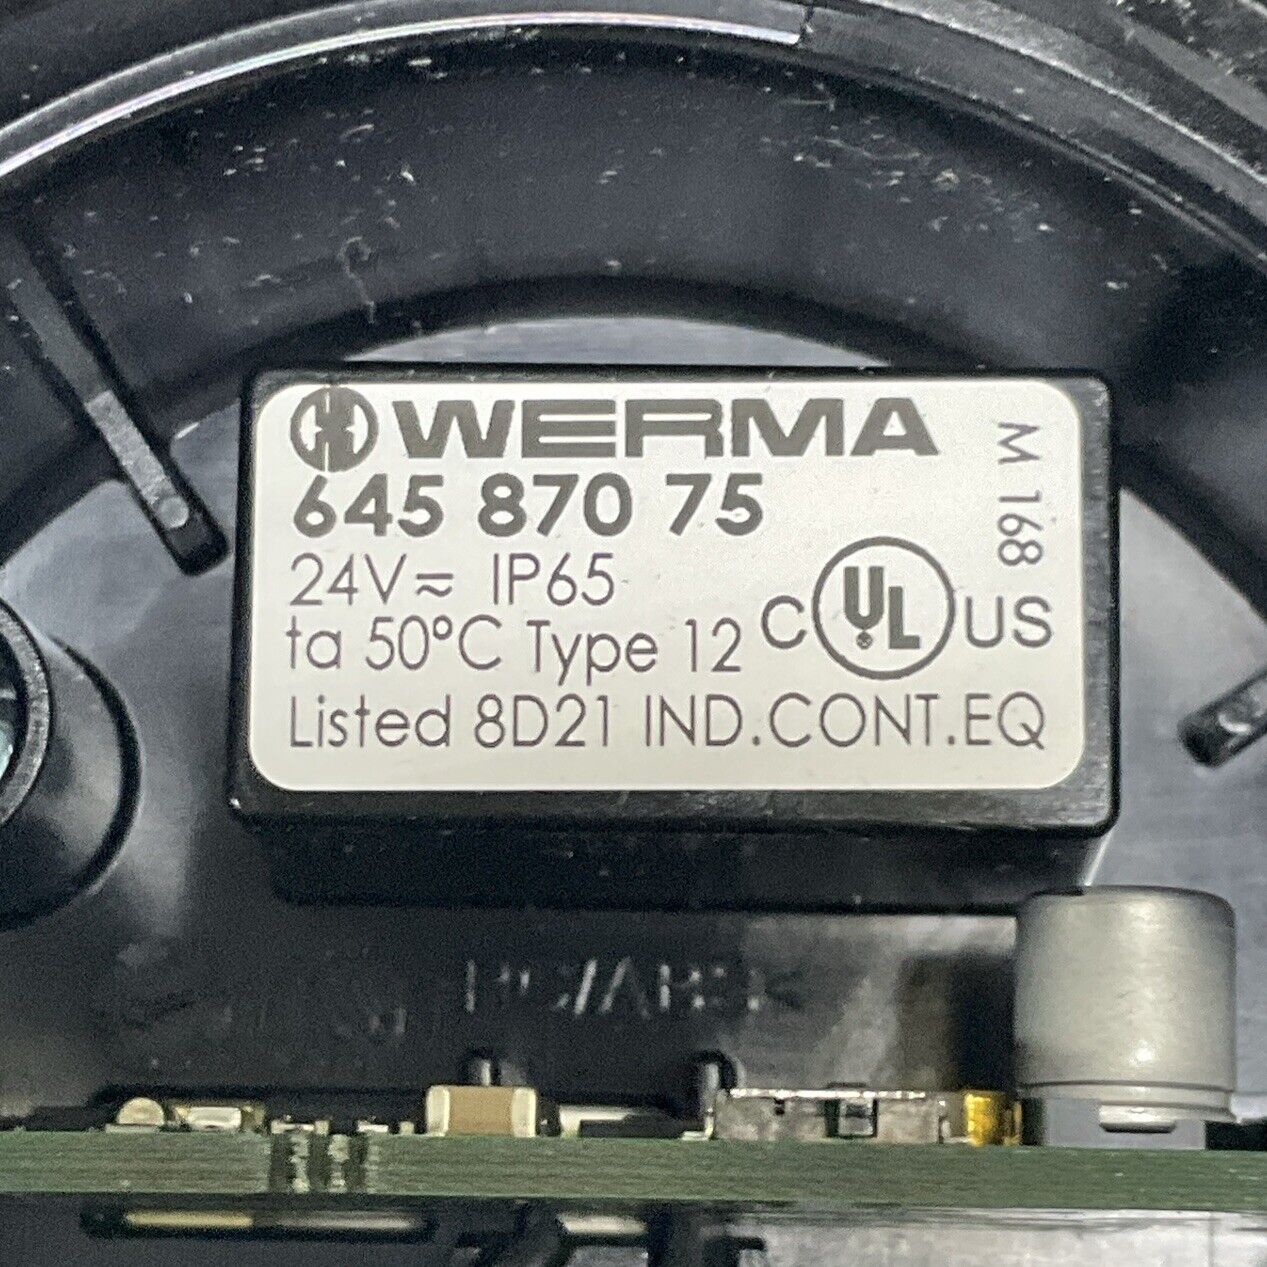 WERMA
645 870 75
24V≂ IP65
ta 50°C Type 12
Listed 8D21 IND.CONT.EQ
C UL US
M 168